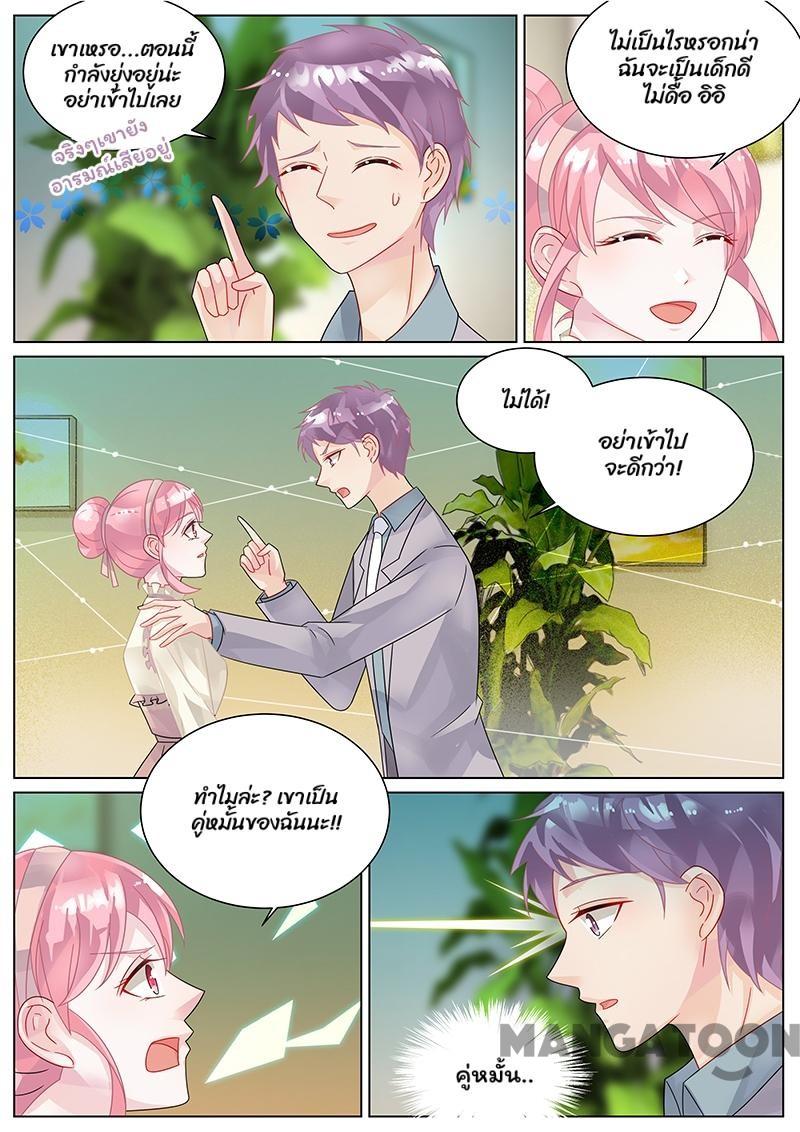 เขาเหรอ...ตอนนี้
กำลังยุ่งอยู่น่ะ
อย่าเข้าไปเลย
จริงๆเขายัง
อารมณ์เสียอยู่
ไม่เป็นไรหรอกน่า
ฉันจะเป็นเด็กดี
ไม่ดื้อ อิอิ
ไม่ได้!
อย่าเข้าไป
จะดีกว่า!
ทำไมล่ะ? เขาเป็น
คู่หมั้นของฉันนะ!!
คู่หมั้น..
MANGATOON